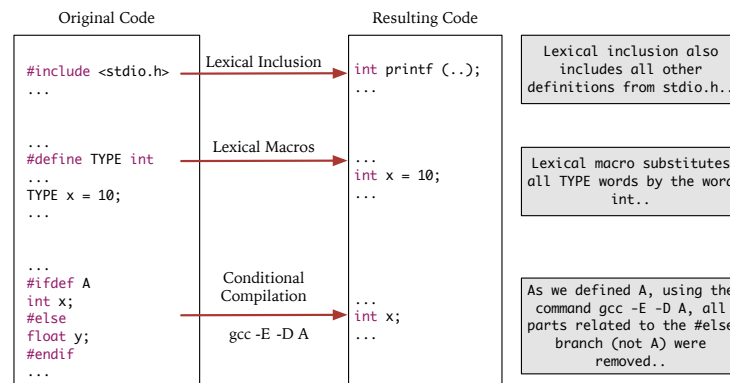 Original Code
Resulting Code
#include <stdio.h>
...
Lexical Inclusion
int printf (..);
...
Lexical inclusion also
includes all other
definitions from stdio.h..
...
#define TYPE int
...
TYPE x = 10;
...
Lexical Macros
...
int x = 10;
...
Lexical macro substitutes
all TYPE words by the word
int..
...
#ifdef A
int x;
#else
float y;
#endif
...
Conditional
Compilation
gcc -E -D A
...
int x;
...
As we defined A, using the
command gcc -E -D A, all
parts related to the #else
branch (not A) were
removed..